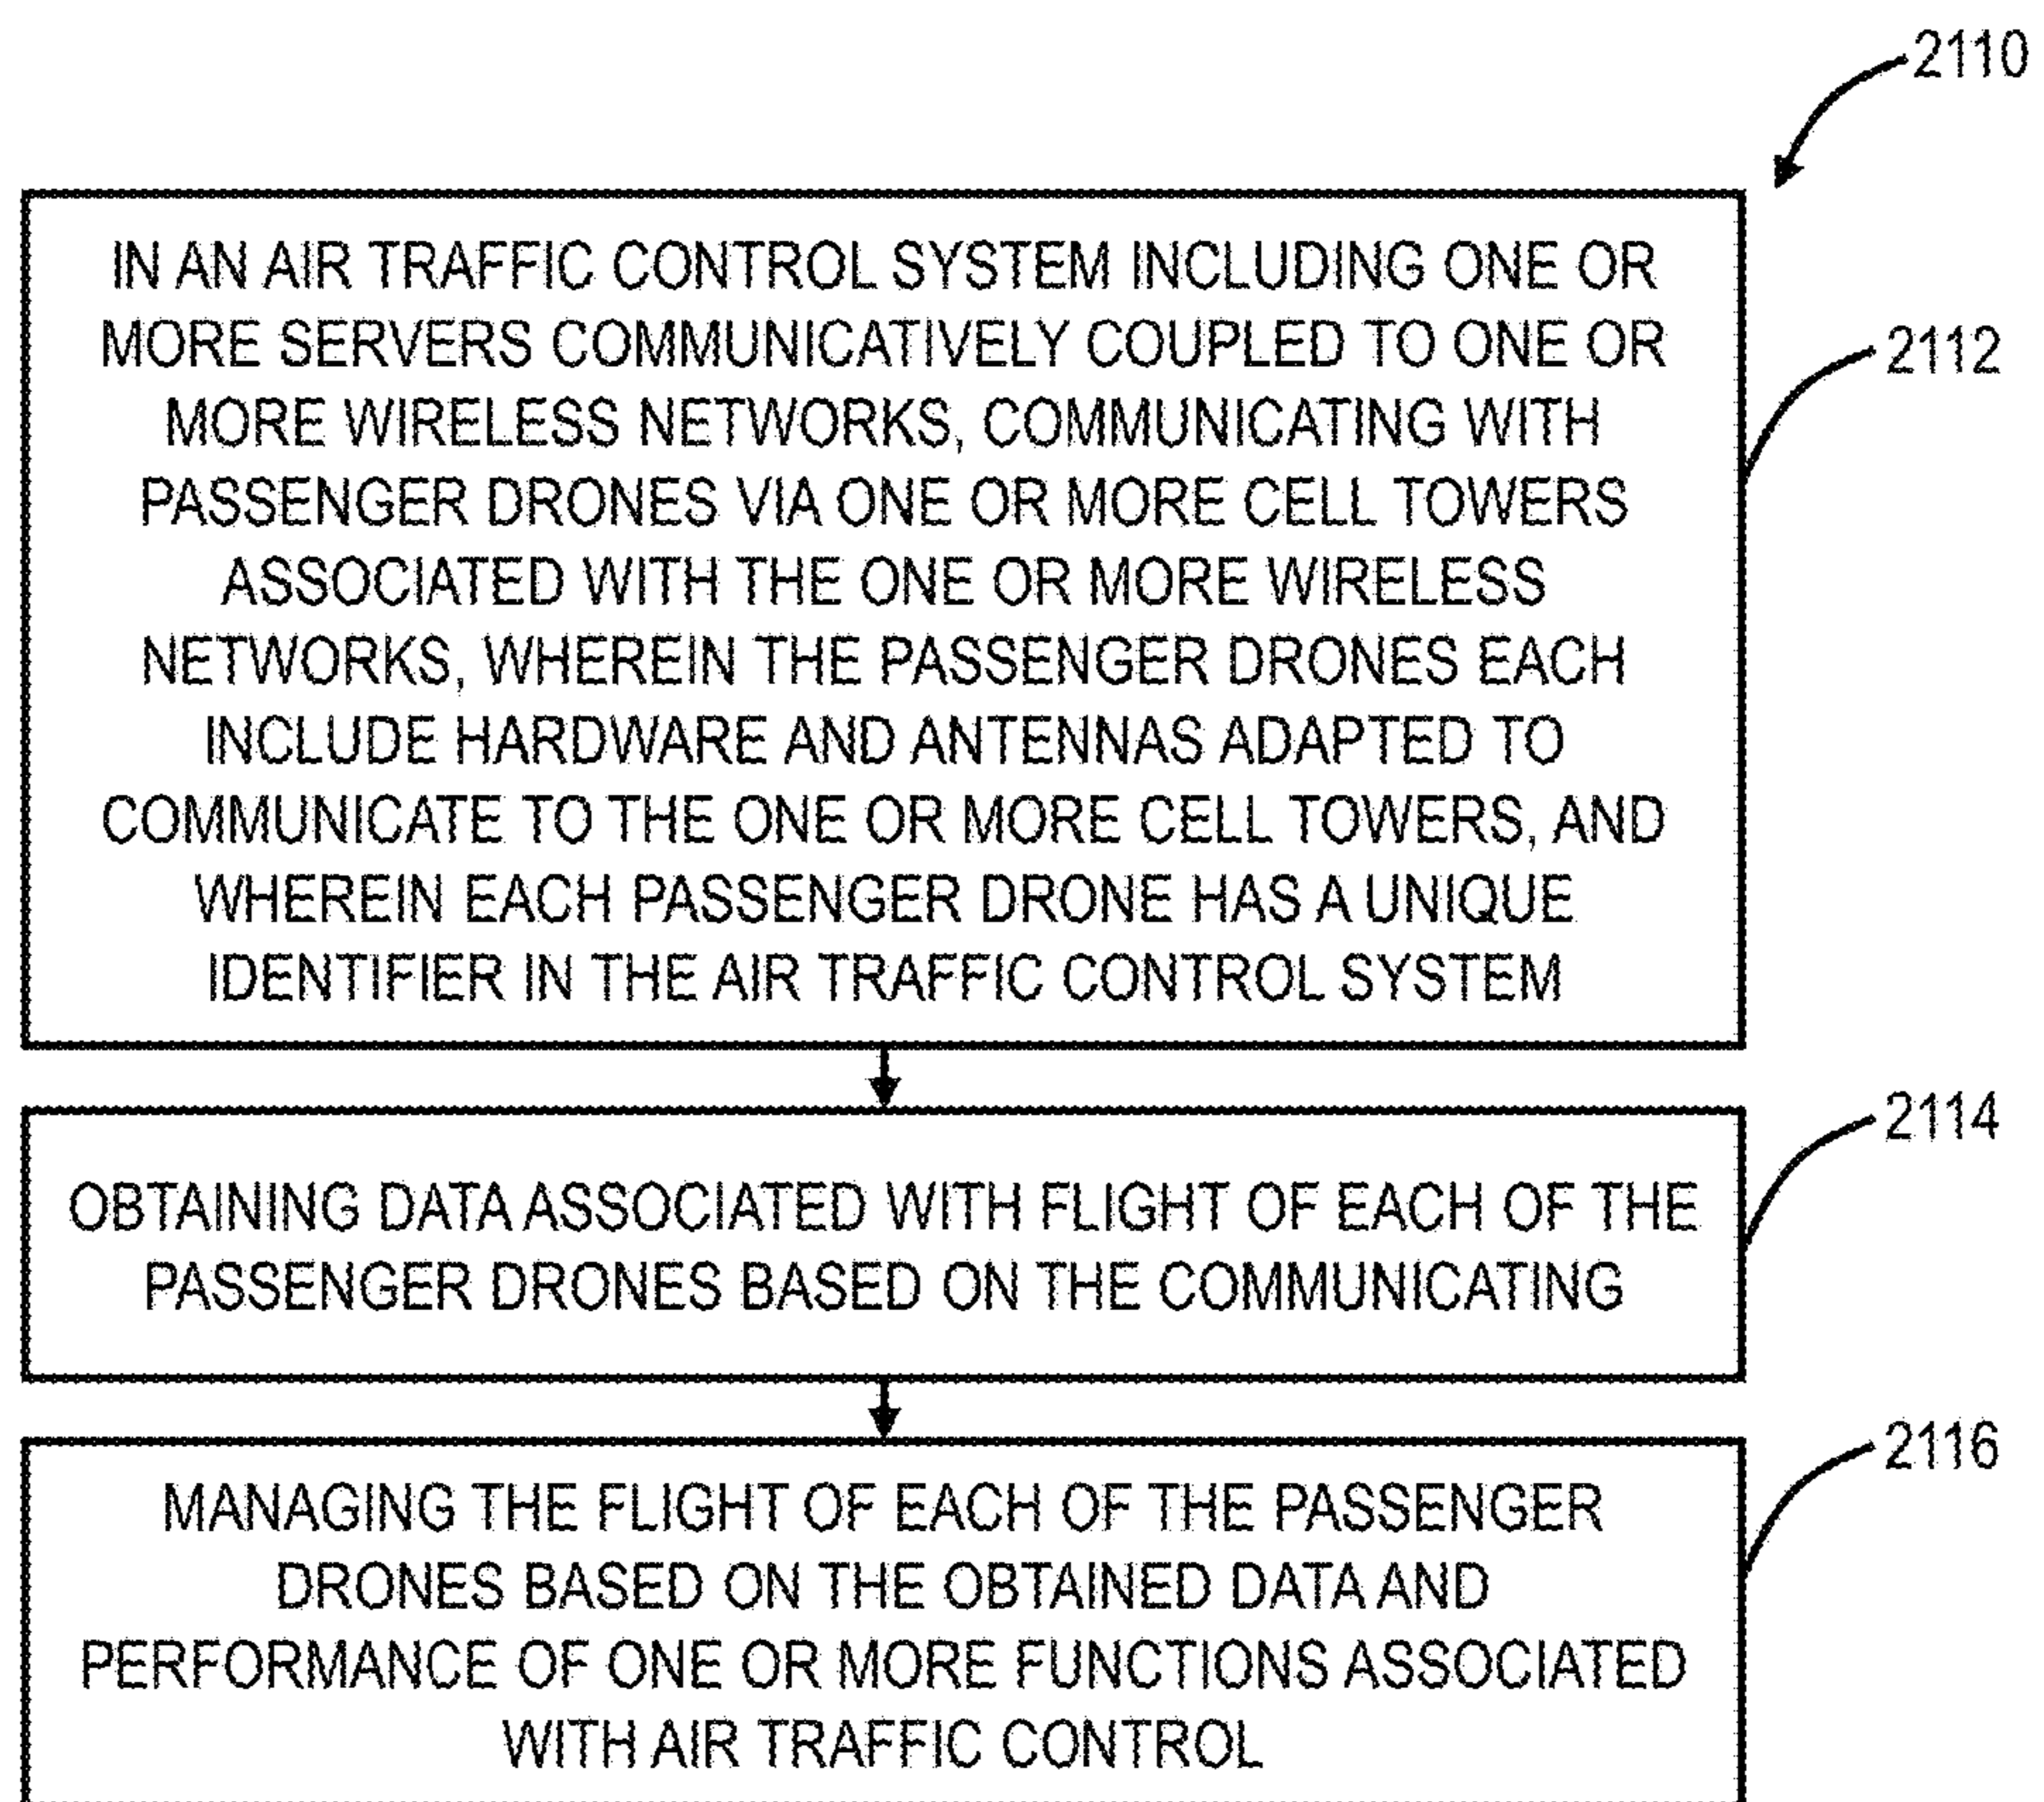 2110
IN AN AIR TRAFFIC CONTROL SYSTEM INCLUDING ONE OR
MORE SERVERS COMMUNICATIVELY COUPLED TO ONE OR
MORE WIRELESS NETWORKS, COMMUNICATING WITH
PASSENGER DRONES VIA ONE OR MORE CELL TOWERS
ASSOCIATED WITH THE ONE OR MORE WIRELESS
NETWORKS, WHEREIN THE PASSENGER DRONES EACH
INCLUDE HARDWARE AND ANTENNAS ADAPTED TO
COMMUNICATE TO THE ONE OR MORE CELL TOWERS, AND
WHEREIN EACH PASSENGER DRONE HAS A UNIQUE
IDENTIFIER IN THE AIR TRAFFIC CONTROL SYSTEM
2112
OBTAINING DATA ASSOCIATED WITH FLIGHT OF EACH OF THE
PASSENGER DRONES BASED ON THE COMMUNICATING
2114
MANAGING THE FLIGHT OF EACH OF THE PASSENGER
DRONES BASED ON THE OBTAINED DATA AND
PERFORMANCE OF ONE OR MORE FUNCTIONS ASSOCIATED
WITH AIR TRAFFIC CONTROL
2116